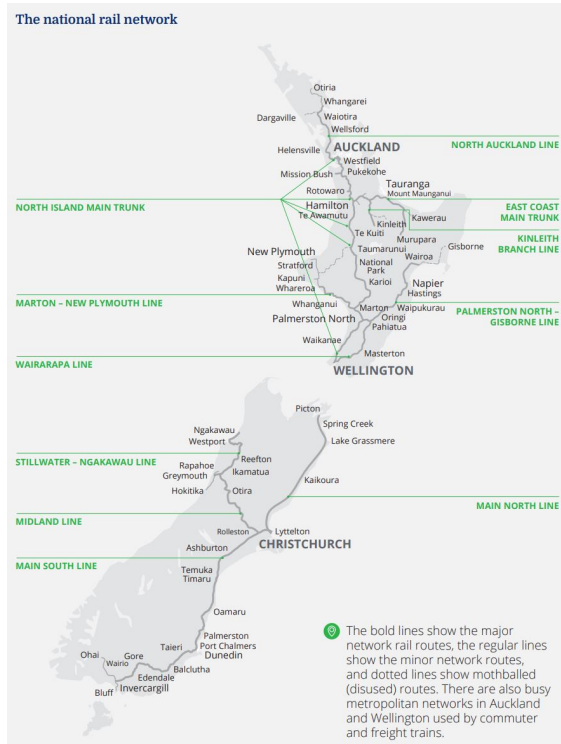 The national rail network
Otiria
Whangarei
Dargaville
Waiotira
Wellsford
NORTH AUCKLAND LINE
Helensville
AUCKLAND
Westfield
Mission Bush
Pukekohe
Rotowaro
Tauranga
Mount Maunganui
NORTH ISLAND MAIN TRUNK
Hamilton
EAST COAST
MAIN TRUNK
Te Awamutu
Kinleith
Kawerau
KINLEITH
BRANCH LINE
Te Kuiti
Murupara
Gisborne
New Plymouth
Taumarunui
Wairoa
Stratford
National
Park
Kapuni
Karioi
Napier
Whareroa
Hastings
MARTON – NEW PLYMOUTH LINE
Whanganui
Marton
Waipukurau
PALMERSTON NORTH –
GISBORNE LINE
Palmerston North
Oringi
Pahiatua
Waikanae
Masterton
WAIRARAPA LINE
WELLINGTON
Picton
Spring Creek
Ngakawau
Westport
Lake Grassmere
STILLWATER – NGAKAWAU LINE
Reefton
Rapahoe
Ikamatua
Greymouth
Kaikoura
Hokitika
Otira
MAIN NORTH LINE
MIDLAND LINE
Rolleston
Lyttelton
CHRISTCHURCH
Ashburton
MAIN SOUTH LINE
Temuka
Timaru
Oamaru
Palmerston
Port Chalmers
Dunedin
Taieri
Ohai
Gore
Wairio
Balclutha
Edendale
Invercargill
Bluff
The bold lines show the major
network rail routes, the regular lines
show the minor network routes,
and dotted lines show mothballed
(disused) routes. There are also busy
metropolitan networks in Auckland
and Wellington used by commuter
and freight trains.